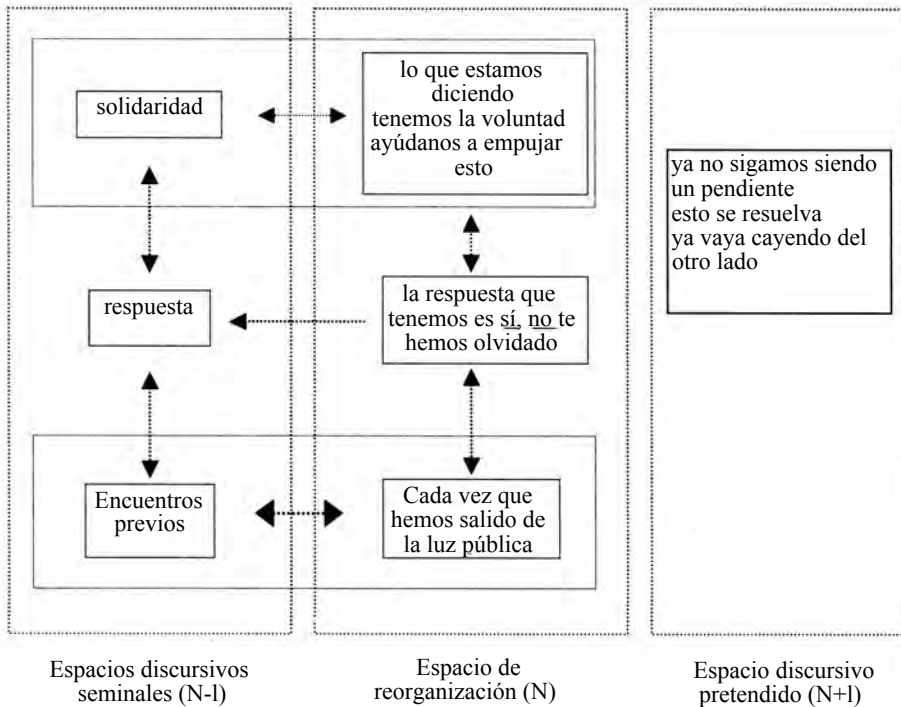 solidaridad
lo que estamos
diciendo
tenemos la voluntad
ayúdanos a empujar
esto
ya no sigamos siendo
un pendiente
esto se resuelva
ya vaya cayendo del
otro lado
respuesta
la respuesta que
tenemos es sí, no te
hemos olvidado
Encuentros
previos
Cada vez que
hemos salido de
la luz pública
Espacios discursivos
seminales (N-l)
Espacio de
reorganización (N)
Espacio discursivo
pretendido (N+l)